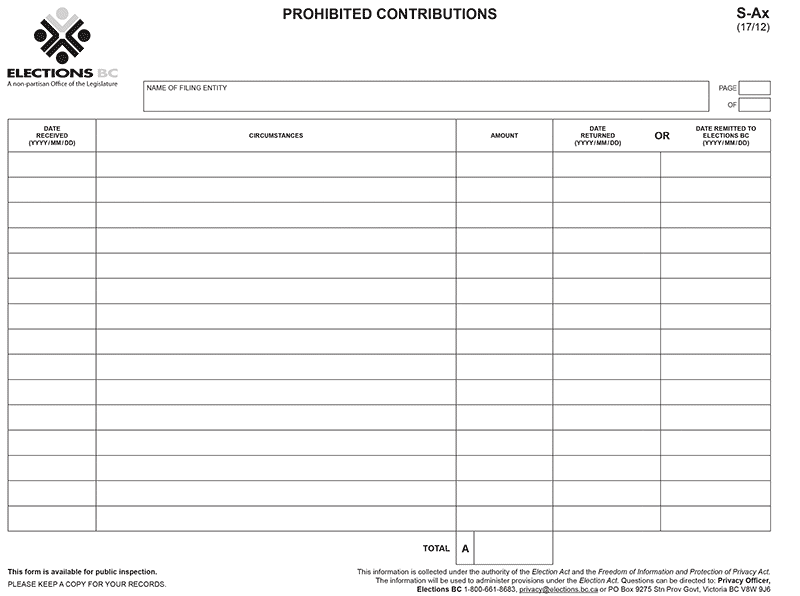 PROHIBITED CONTRIBUTIONS
S-Ax
(17/12)
ELECTIONS BC
A non-partisan Office of the Legislature
NAME OF FILING ENTITY
PAGE
OF
DATE
RECEIVED
(YYYY/MM/DD)
CIRCUMSTANCES
AMOUNT
DATE
RETURNED
(YYYY/MM/DD)
OR
DATE REMITTED TO
ELECTIONS BC
(YYYY/MM/DD)
TOTAL A
This form is available for public inspection.
PLEASE KEEP A COPY FOR YOUR RECORDS.
This information is collected under the authority of the Election Act and the Freedom of Information and Protection of Privacy Act.
The information will be used to administer provisions under the Election Act. Questions can be directed to: Privacy Officer,
Elections BC 1-800-661-8683, privacy@elections.bc.ca or PO Box 9275 Stn Prov Govt, Victoria BC V8W 9J6